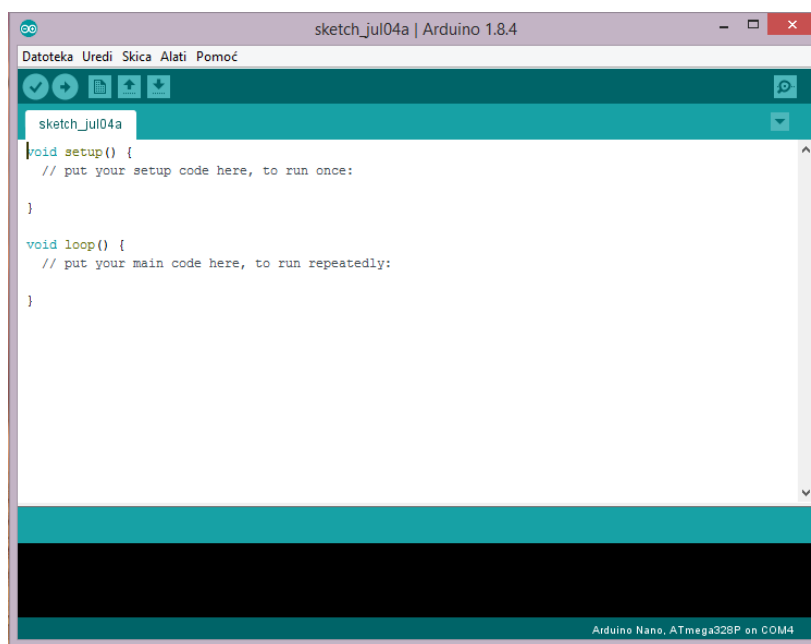 sketch_jul04a | Arduino 1.8.4
Datoteka Uredi Skica Alati Pomoć
sketch_jul04a
void setup() {
  // put your setup code here, to run once:
}
void loop() {
  // put your main code here, to run repeatedly:
}
Arduino Nano, ATmega328P on COM4